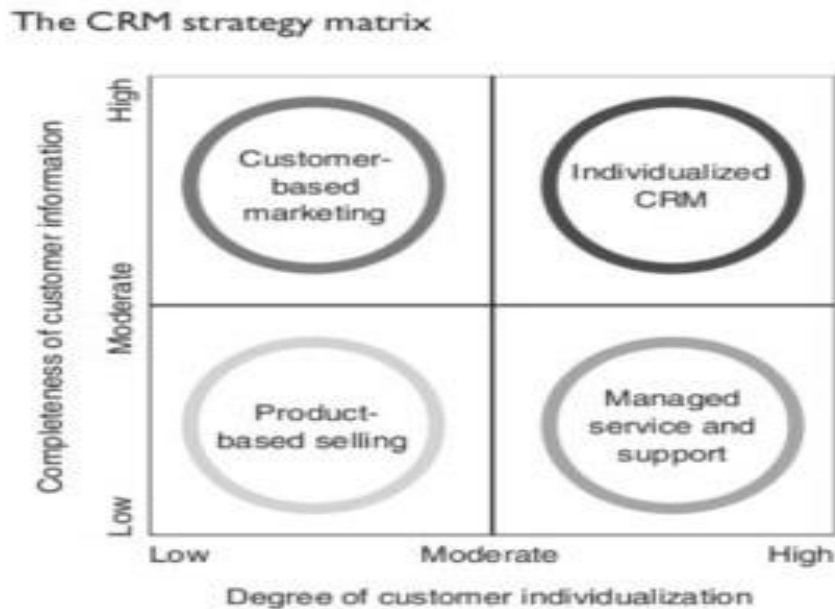 The CRM strategy matrix
High
Moderate
Low
Completeness of customer information
Customer-
based
marketing
Individualized
CRM
Product-
based selling
Managed
service and
support
Low
Moderate
High
Degree of customer individualization